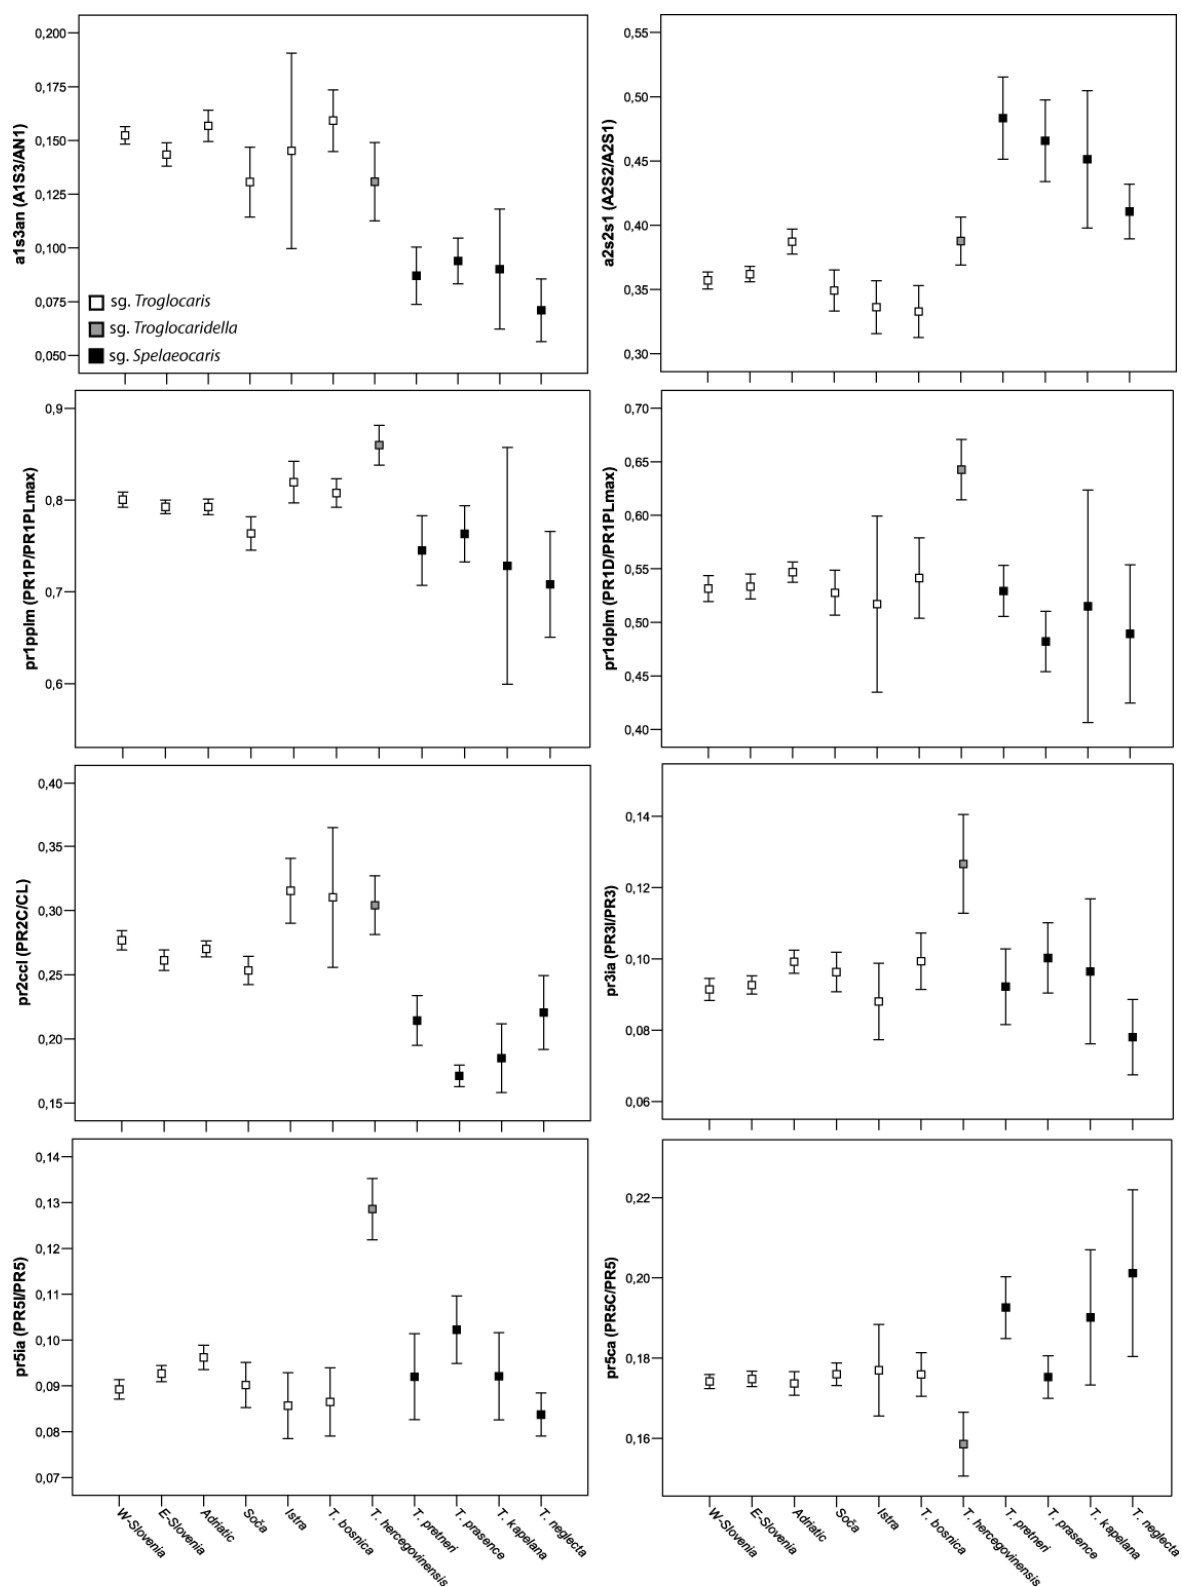 0,200
0,175
0,150
0,125
0,100
0,075
0,050
a1s3an (A1S3/AN1)
sg. Troglocaris
sg. Troglocaridella
sg. Spelaeocaris
0,55
0,50
0,45
0,40
0,35
0,30
a2s2s1 (A2S2/A2S1)
0,9
0,8
0,7
0,6
pr1pplm (PR1P/PR1PLmax)
0,70
0,65
0,60
0,55
0,50
0,45
0,40
pr1dplm (PR1D/PR1PLmax)
0,40
0,35
0,30
0,25
0,20
0,15
pr2ccl (PR2C/CL)
0,14
0,12
0,10
0,08
0,06
pr3ia (PR3I/PR3)
0,14
0,13
0,12
0,11
0,10
0,09
0,08
0,07
pr5ia (PR5I/PR5)
W-Slovenia
E-Slovenia
Adriatic
Soča
Istra
T. bosnica
T. hercegovinensis
T. pretneri
T. prasence
T. kapelana
T. neglecta
0,22
0,20
0,18
0,16
pr5ca (PR5C/PR5)
W-Slovenia
E-Slovenia
Adriatic
Soča
Istra
T. bosnica
T. hercegovinensis
T. pretneri
T. prasence
T. kapelana
T. neglecta